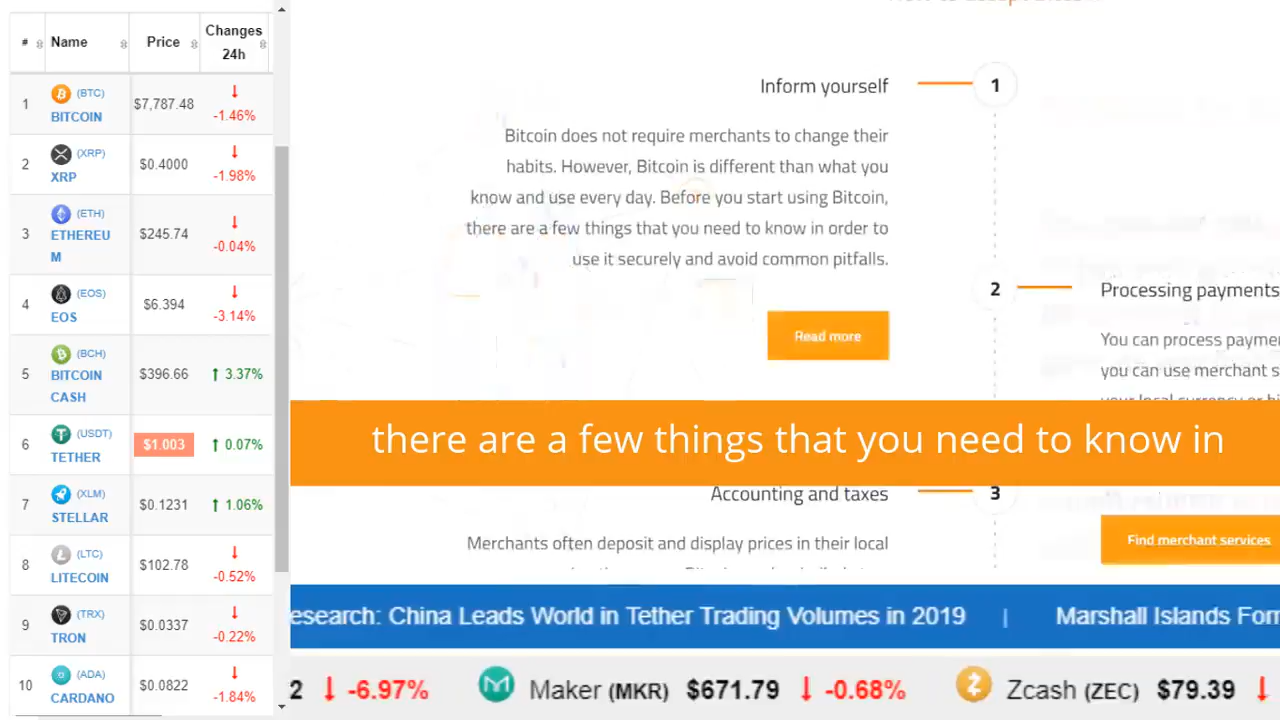 # Name Price Changes 24h
1 (BTC) BITCOIN $7,787.48 -1.46%
2 (XRP) XRP $0.4000 -1.98%
3 (ETH) ETHEREUM $245.74 -0.04%
4 (EOS) EOS $6.394 -3.14%
5 (BCH) BITCOIN CASH $396.66 3.37%
6 (USDT) TETHER $1.003 0.07%
7 (XLM) STELLAR $0.1231 1.06%
8 (LTC) LITECOIN $102.78 -0.52%
9 (TRX) TRON $0.0337 -0.22%
10 (ADA) CARDANO $0.0822 -1.84%
Inform yourself 1
Bitcoin does not require merchants to change their
habits. However, Bitcoin is different than what you
know and use every day. Before you start using Bitcoin,
there are a few things that you need to know in order to
use it securely and avoid common pitfalls.
Read more
2 Processing payments
You can process
you can use merchant
there are a few things that you need to know in
Accounting and taxes 3
Merchants often deposit and display prices in their local
Find merchant services
esearch: China Leads World in Tether Trading Volumes in 2019 | Marshall Islands
2 -6.97% Maker (MKR) $671.79 -0.68% Zcash (ZEC) $79.39